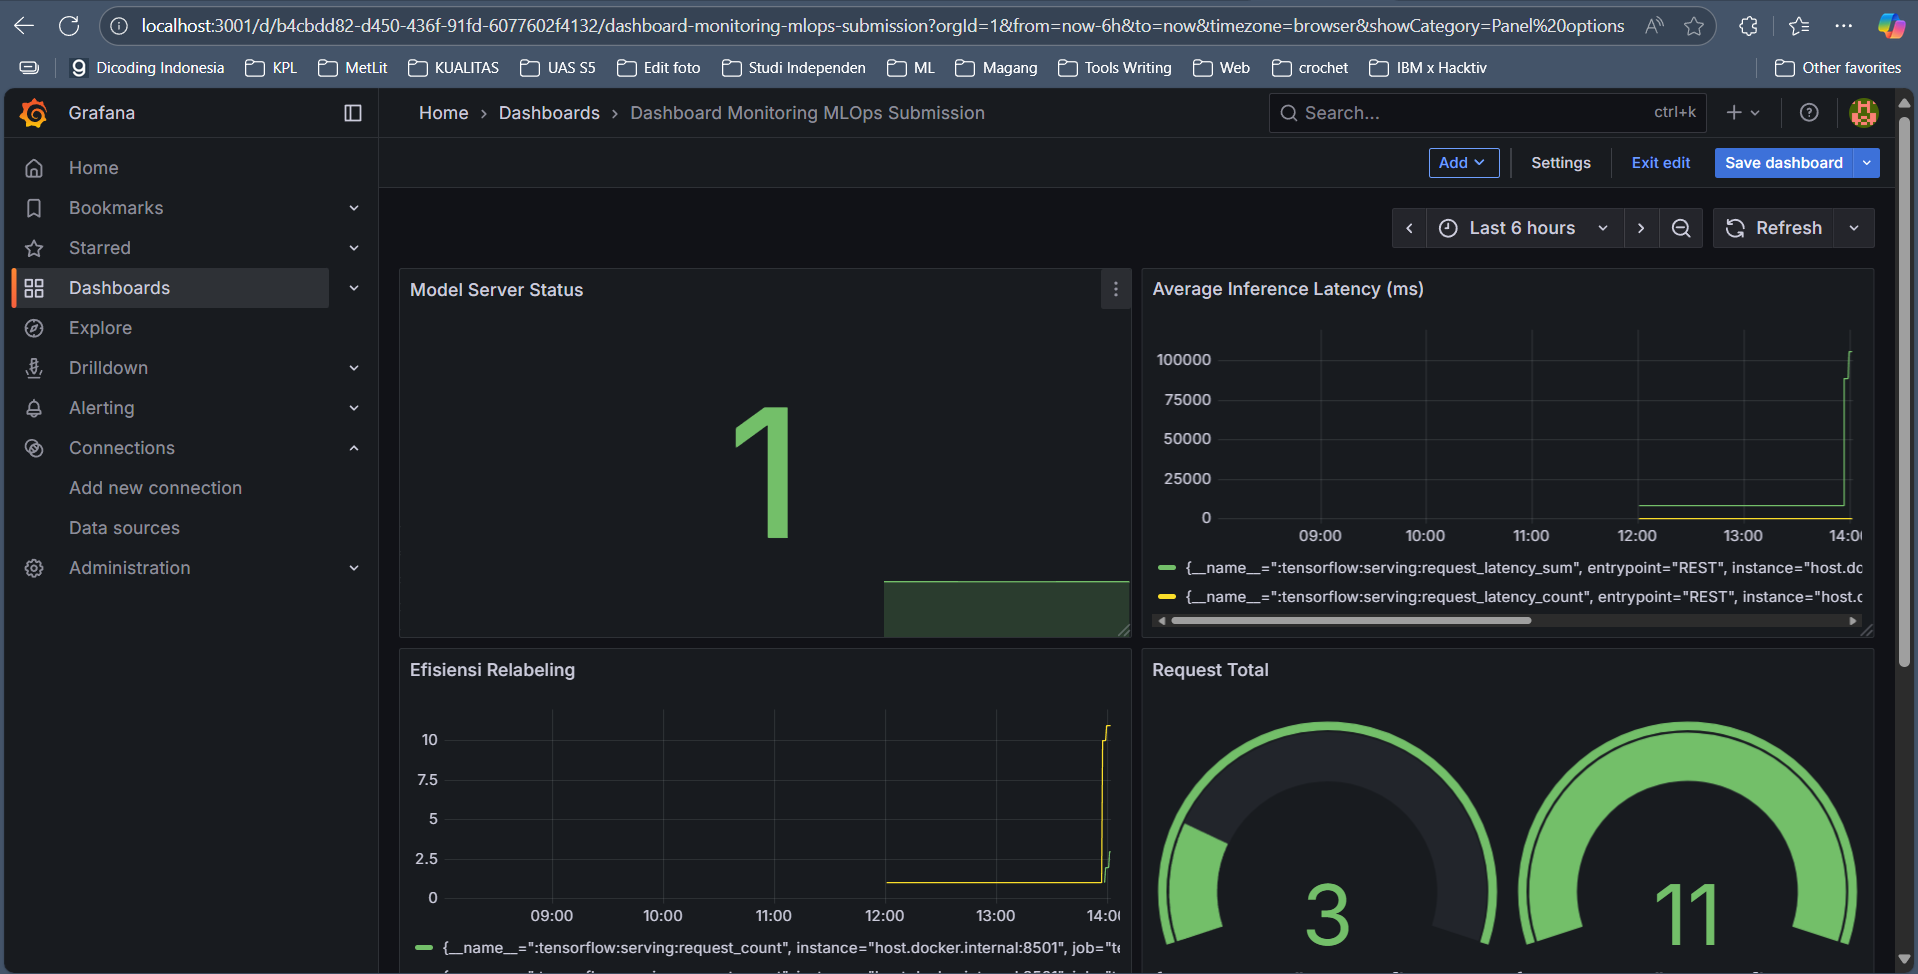 localhost:3001/d/b4cbdd82-d450-436f-91fd-6077602f4132/dashboard-monitoring-mlops-submission?orgId=1&from=now-6h&to=now&timezone=browser&showCategory=Panel%20options
Dicoding Indonesia KPL MetLit KUALITAS UAS S5 Edit foto Studi Independen ML Magang Tools Writing Web crochet IBM x Hacktiv Other favorites
Grafana
Home › Dashboards › Dashboard Monitoring MLOps Submission
Search... ctrl+k
Add Settings Exit edit Save dashboard
Last 6 hours Refresh
Home
Bookmarks
Starred
Dashboards
Explore
Drilldown
Alerting
Connections
Add new connection
Data sources
Administration
Model Server Status
1
Average Inference Latency (ms)
100000
75000
50000
25000
0
09:00 10:00 11:00 12:00 13:00 14:0
{__name__=":tensorflow:serving:request_latency_sum", entrypoint="REST", instance="host.dc
{__name__=":tensorflow:serving:request_latency_count", entrypoint="REST", instance="host.c
Efisiensi Relabeling
10
7.5
5
2.5
0
09:00 10:00 11:00 12:00 13:00 14:0
{__name__=":tensorflow:serving:request_count", instance="host.docker.internal:8501", job="te
Request Total
3
11